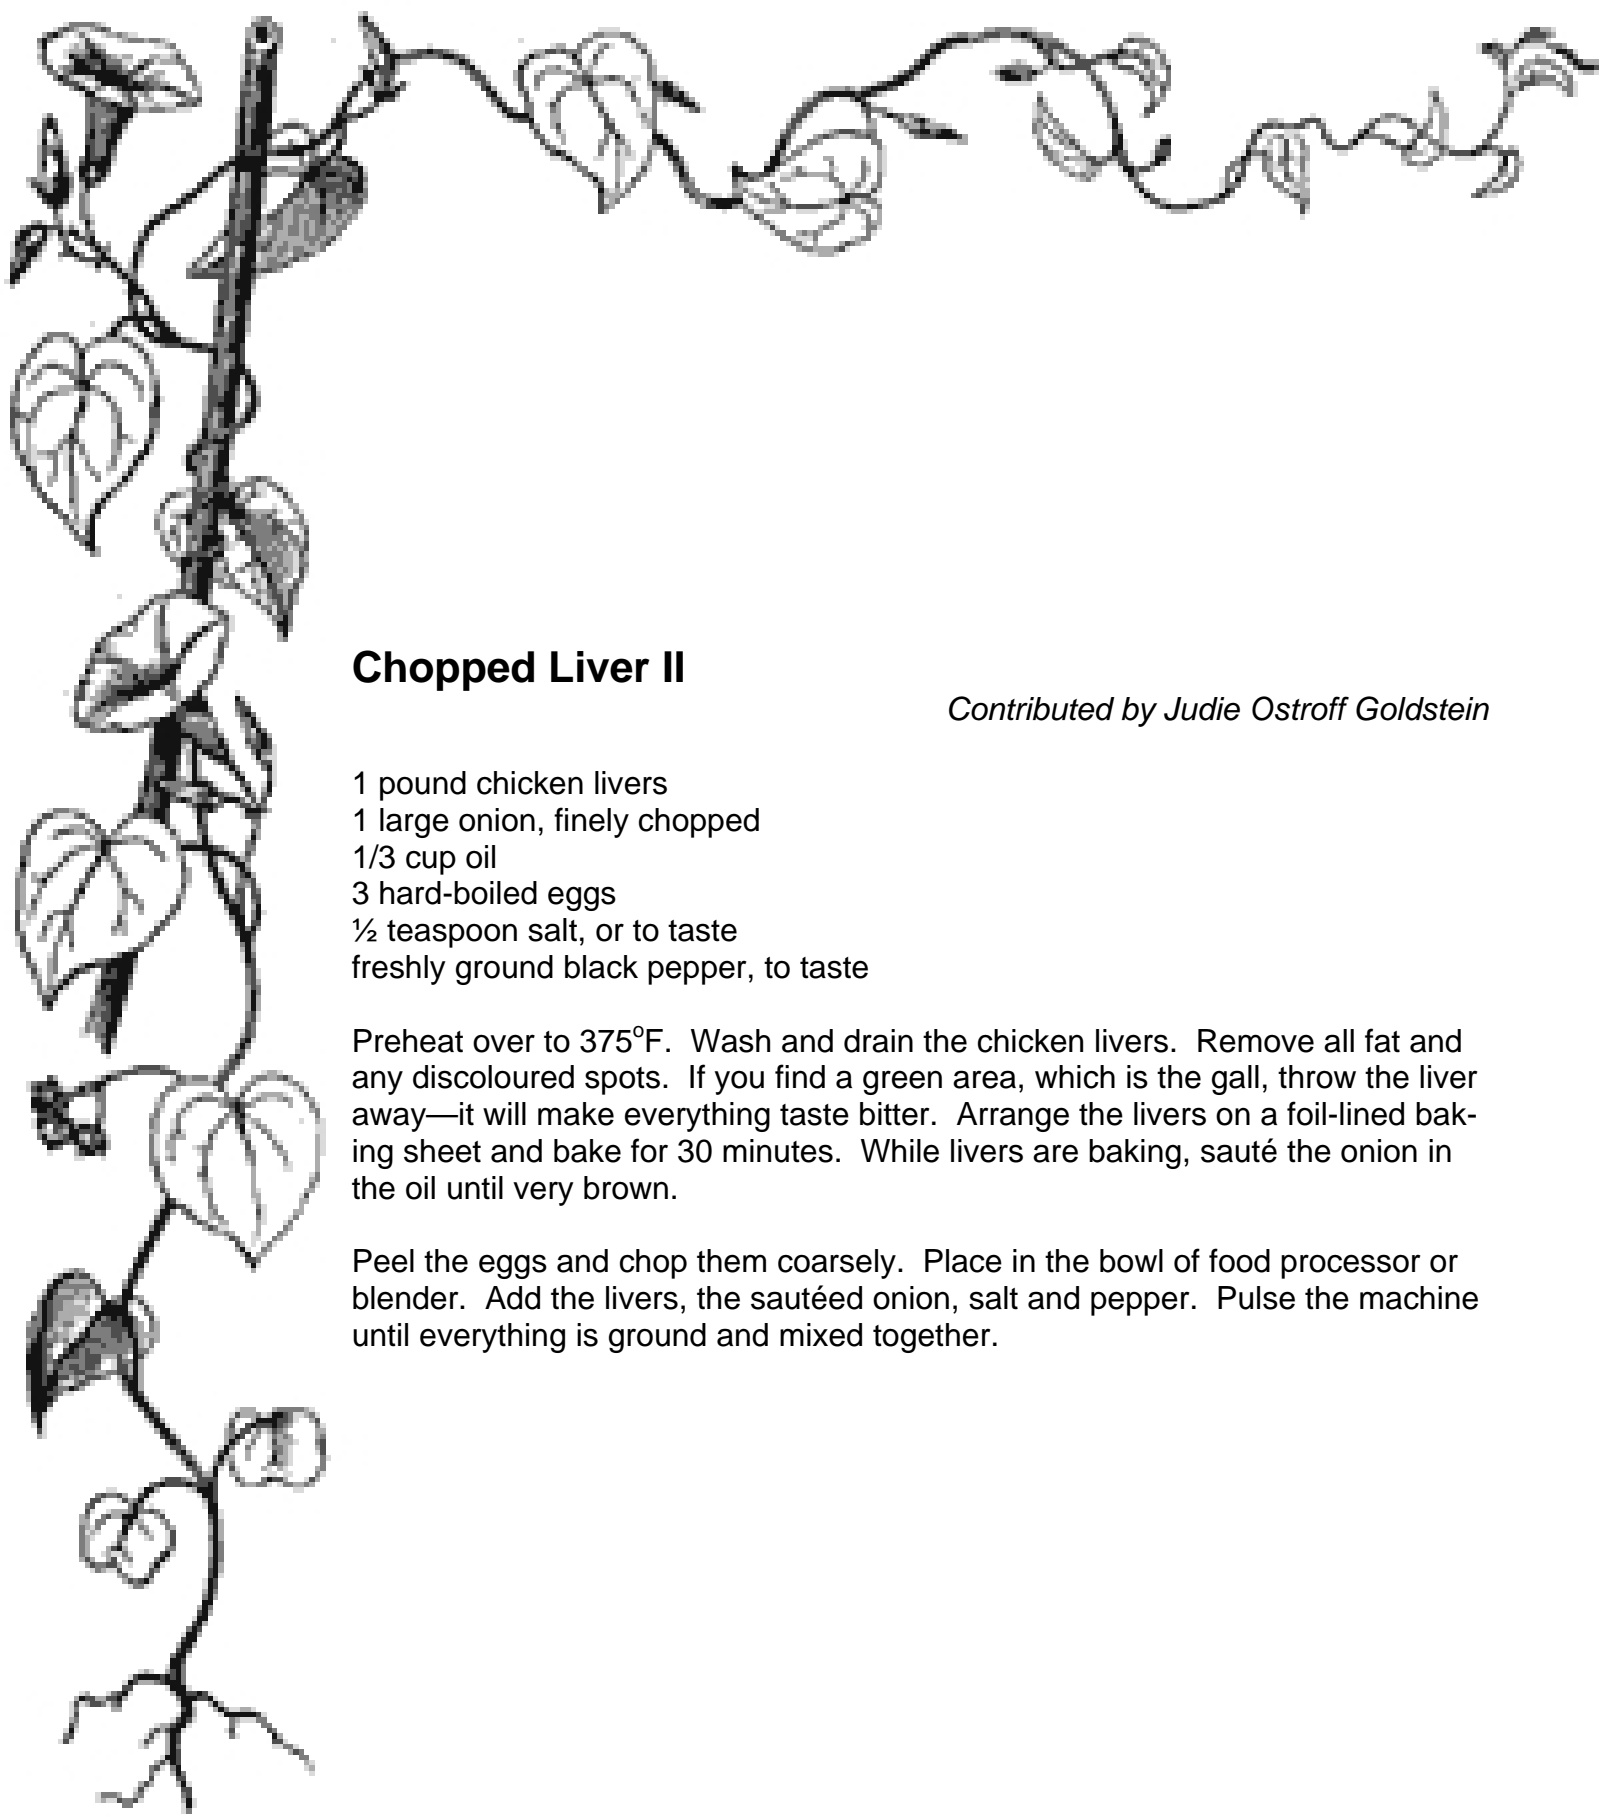 Chopped Liver II
Contributed by Judie Ostroff Goldstein
1 pound chicken livers
1 large onion, finely chopped
1/3 cup oil
3 hard-boiled eggs
½ teaspoon salt, or to taste
freshly ground black pepper, to taste
Preheat over to 375ºF.  Wash and drain the chicken livers.  Remove all fat and
any discoloured spots.  If you find a green area, which is the gall, throw the liver
away—it will make everything taste bitter.  Arrange the livers on a foil-lined bak-
ing sheet and bake for 30 minutes.  While livers are baking, sauté the onion in
the oil until very brown.
Peel the eggs and chop them coarsely.  Place in the bowl of food processor or
blender.  Add the livers, the sautéed onion, salt and pepper.  Pulse the machine
until everything is ground and mixed together.